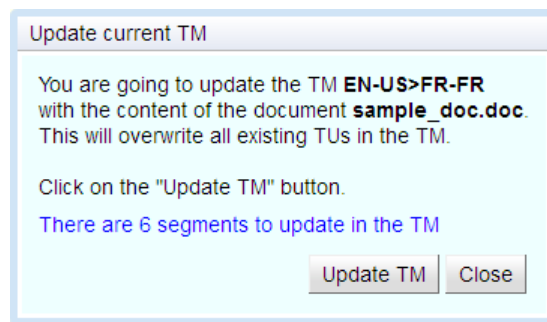 Update current TM
You are going to update the TM EN-US>FR-FR
with the content of the document sample_doc.doc.
This will overwrite all existing TUs in the TM.
Click on the "Update TM" button.
There are 6 segments to update in the TM
Update TM Close